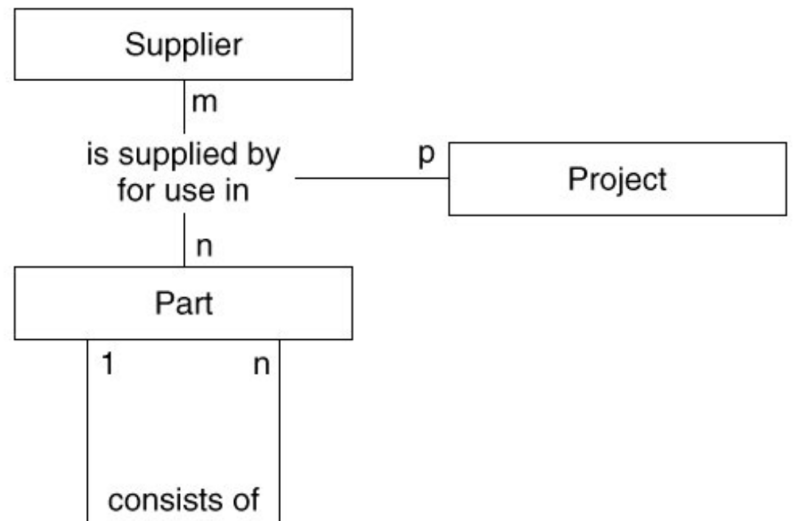 Supplier
m
is supplied by
for use in
p
Project
n
Part
1
n
consists of